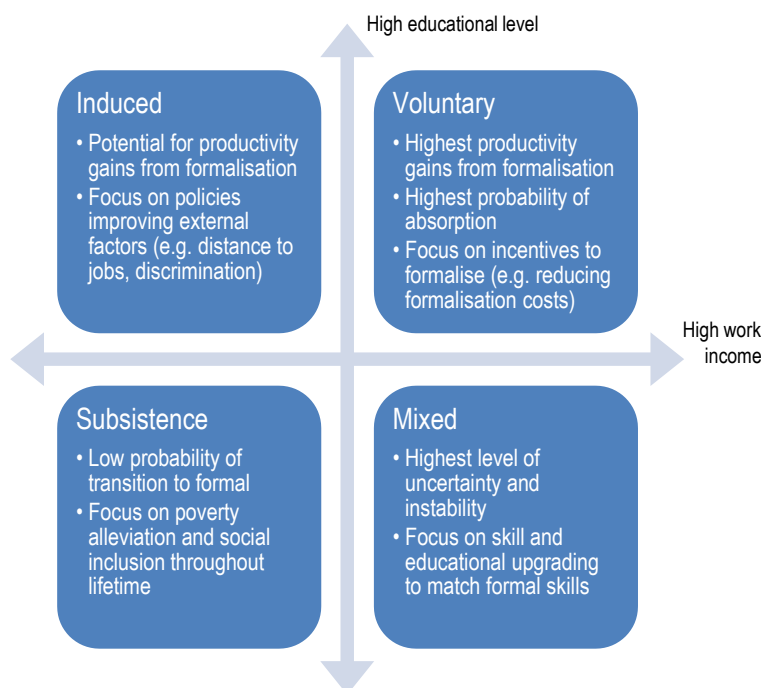 High educational level
Induced
• Potential for productivity
gains from formalisation
• Focus on policies
improving external
factors (e.g. distance to
jobs, discrimination)
Voluntary
• Highest productivity
gains from formalisation
• Highest probability of
absorption
• Focus on incentives to
formalise (e.g. reducing
formalisation costs)
High work
income
Subsistence
• Low probability of
transition to formal
• Focus on poverty
alleviation and social
inclusion throughout
lifetime
Mixed
• Highest level of
uncertainty and
instability
• Focus on skill and
educational upgrading
to match formal skills